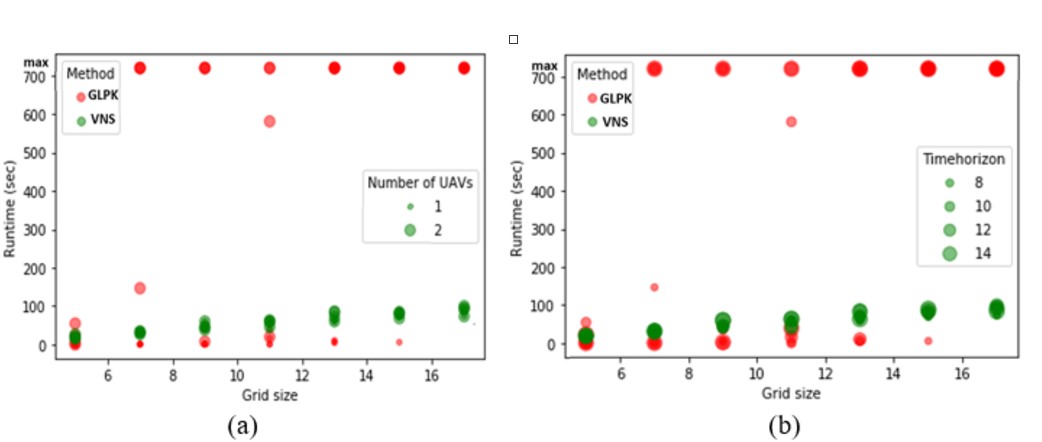 max
700
600
500
400
300
200
100
0
Runtime (sec)
Method
GLPK
VNS
Number of UAVs
1
2
6 8 10 12 14 16
Grid size
(a)
max
700
600
500
400
300
200
100
0
Runtime (sec)
Method
GLPK
VNS
Timehorizon
8
10
12
14
6 8 10 12 14 16
Grid size
(b)